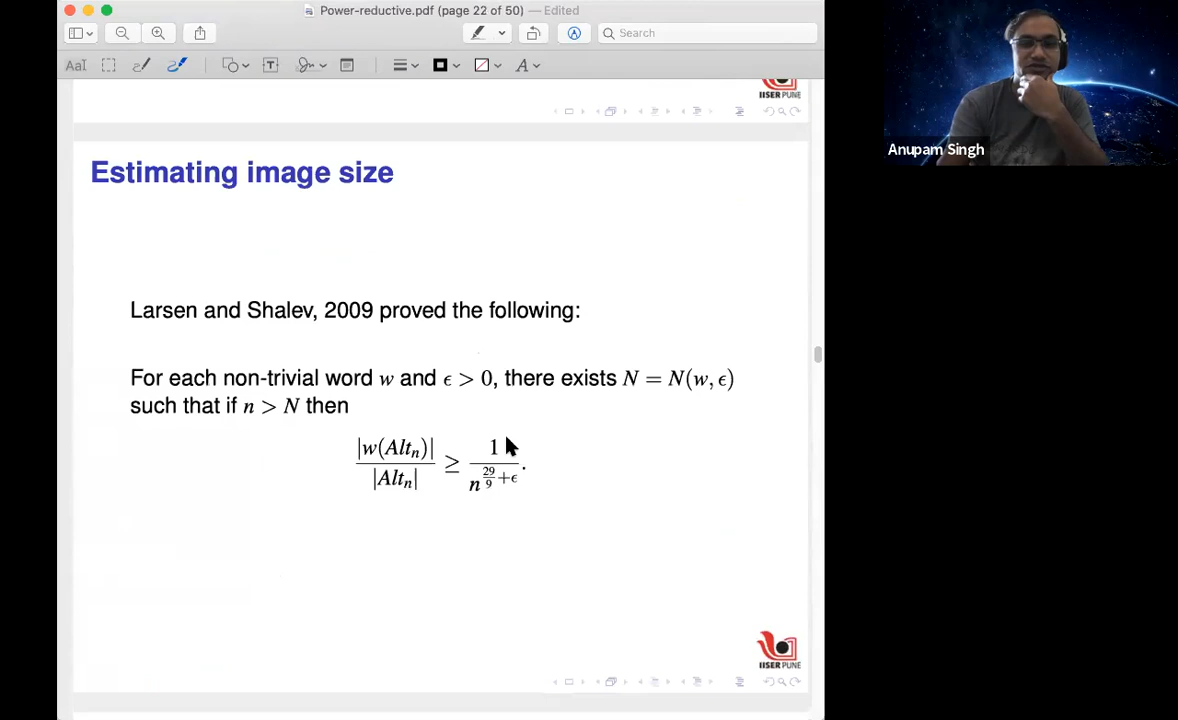 Power-reductive.pdf (page 22 of 50) — Edited
Search
AaI
T
A
IISER PUNE
Anupam Singh
Estimating image size
Larsen and Shalev, 2009 proved the following:
For each non-trivial word w and ϵ > 0, there exists N = N(w, ϵ)
such that if n > N then
|w(Alt_n)| / |Alt_n| ≥ 1 / n^{29/9 + ϵ}.
IISER PUNE